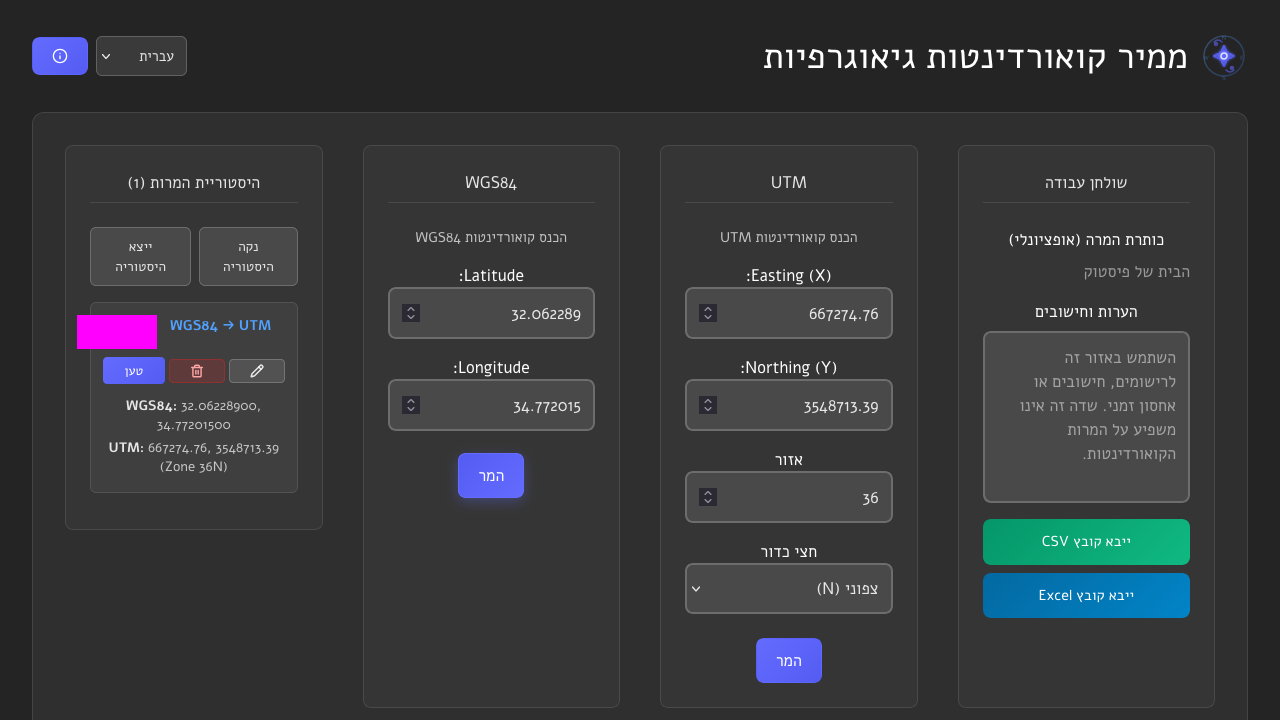 ממיר קואורדינטות גיאוגרפיות
עברית
שולחן עבודה
כותרת המרה (אופציונלי)
הבית של פיסטוק
הערות וחישובים
השתמש באזור זה
לרישומים, חישובים או
אחסון זמני. שדה זה אינו
משפיע על המרות
הקואורדינטות.
ייבא קובץ CSV
ייבא קובץ Excel
UTM
הכנס קואורדינטות UTM
Easting (X):
667274.76
Northing (Y):
3548713.39
אזור
36
חצי כדור
צפוני (N)
המר
WGS84
הכנס קואורדינטות WGS84
Latitude:
32.062289
Longitude:
34.772015
המר
היסטוריית המרות (1)
נקה
היסטוריה
ייצא
היסטוריה
WGS84 → UTM
טען
WGS84: 32.06228900,
34.77201500
UTM: 667274.76, 3548713.39
(Zone 36N)